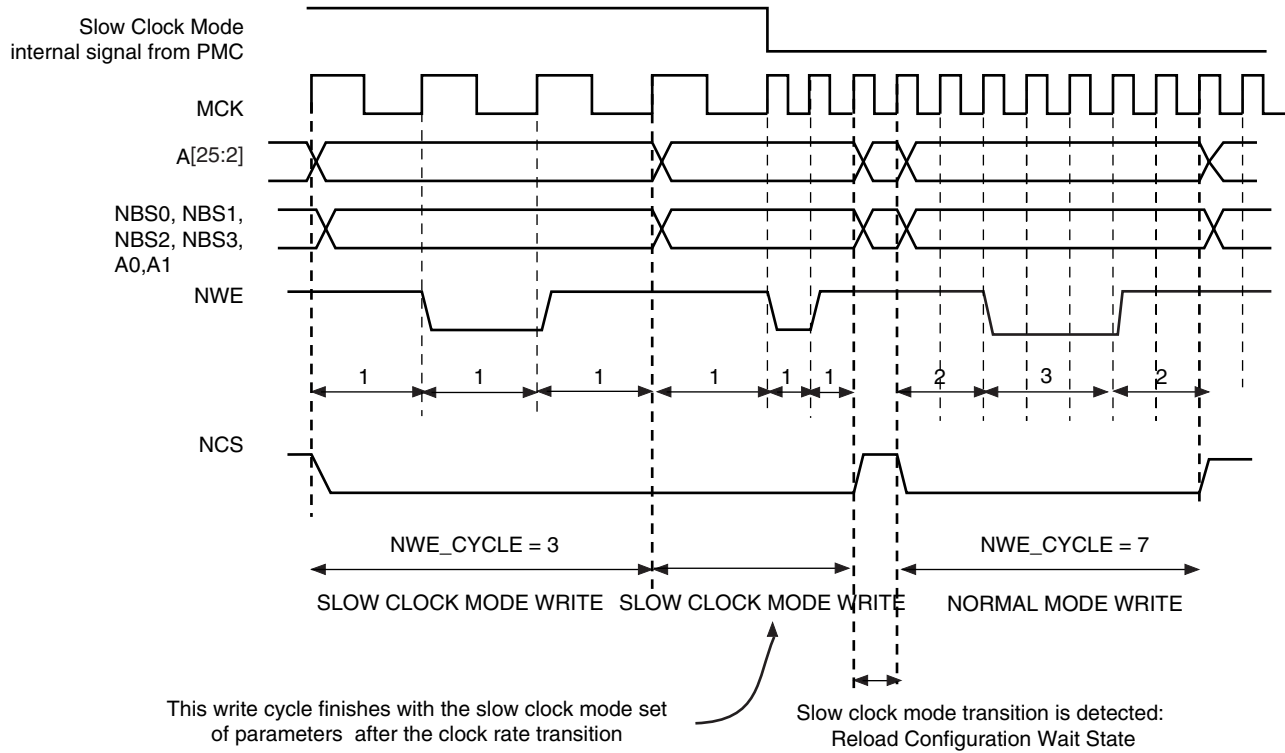 Slow Clock Mode
internal signal from PMC
MCK
A[25:2]
NBS0, NBS1,
NBS2, NBS3,
A0,A1
NWE
1 1 1 1 1 1 2 3 2
NCS
NWE_CYCLE = 3 NWE_CYCLE = 7
SLOW CLOCK MODE WRITE SLOW CLOCK MODE WRITE NORMAL MODE WRITE
This write cycle finishes with the slow clock mode set
of parameters after the clock rate transition
Slow clock mode transition is detected:
Reload Configuration Wait State